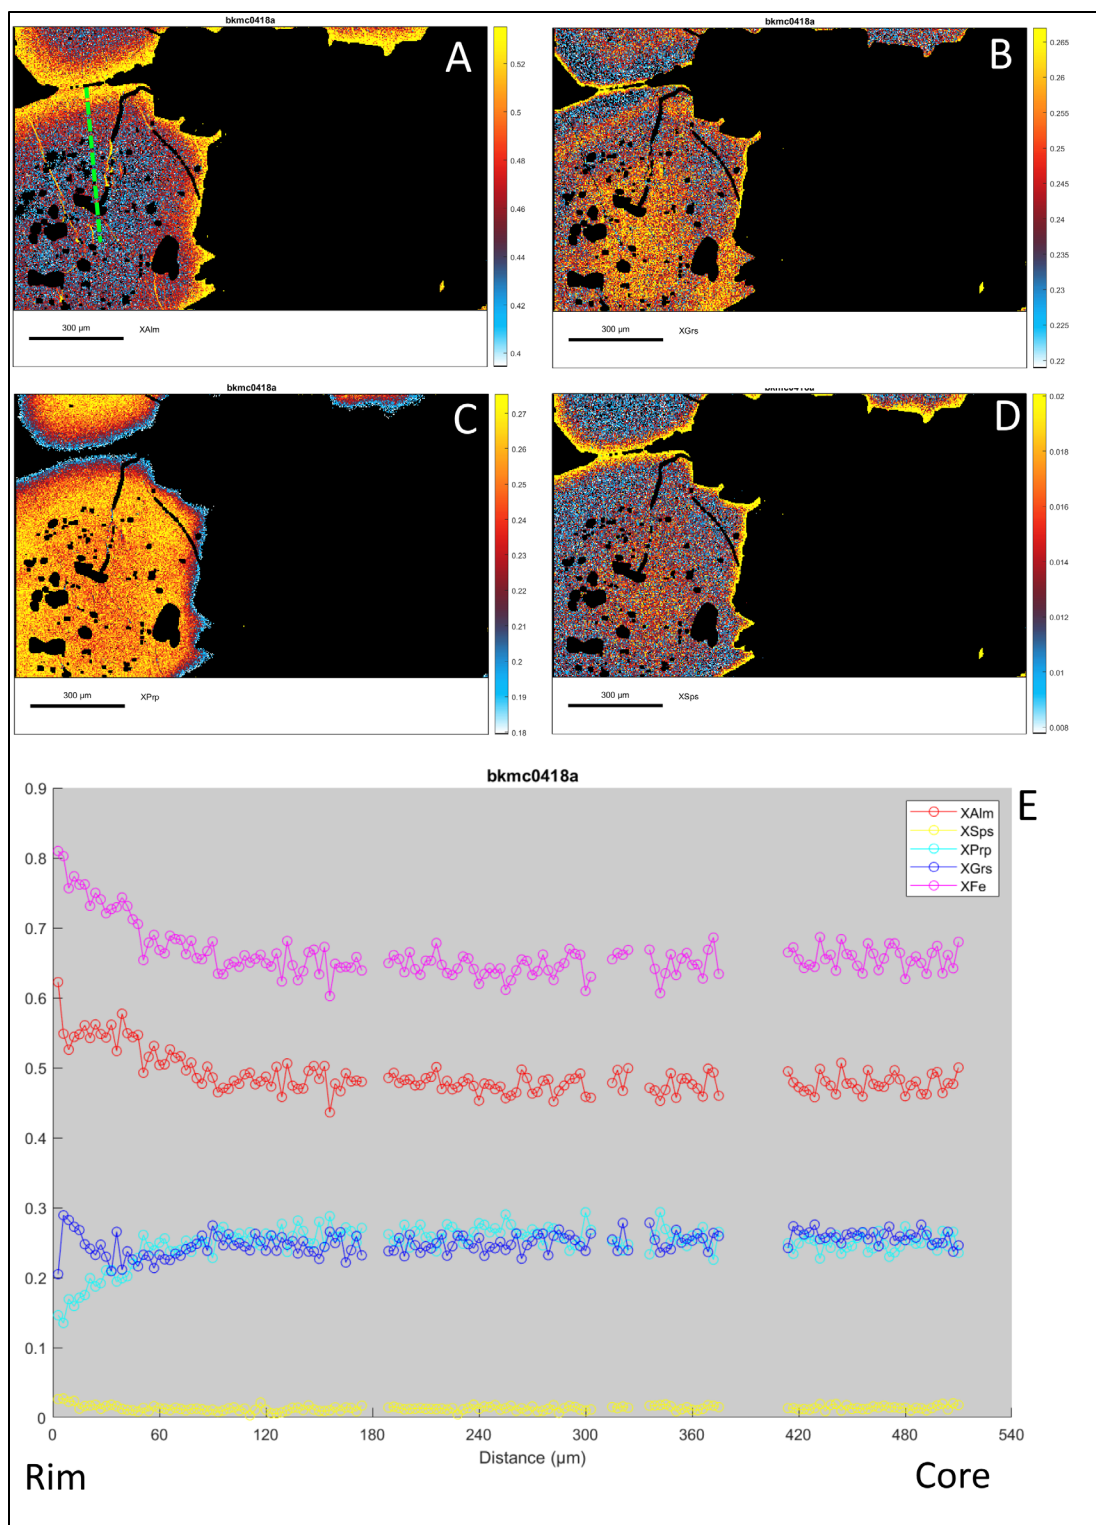 bkmc0418a
A
0.52
0.5
0.48
0.46
0.44
0.42
0.4
300 µm
XAlm
bkmc0418a
B
0.265
0.26
0.255
0.25
0.245
0.24
0.235
0.23
0.225
0.22
300 µm
XGrs
bkmc0418a
C
0.27
0.26
0.25
0.24
0.23
0.22
0.21
0.2
0.19
0.18
300 µm
XPrp
bkmc0418a
D
0.02
0.018
0.016
0.014
0.012
0.01
0.008
300 µm
XSps
bkmc0418a
E
0.9
0.8
0.7
0.6
0.5
0.4
0.3
0.2
0.1
0
XAlm
XSps
XPrp
XGrs
XFe
0 60 120 180 240 300 360 420 480 540
Distance (µm)
Rim
Core